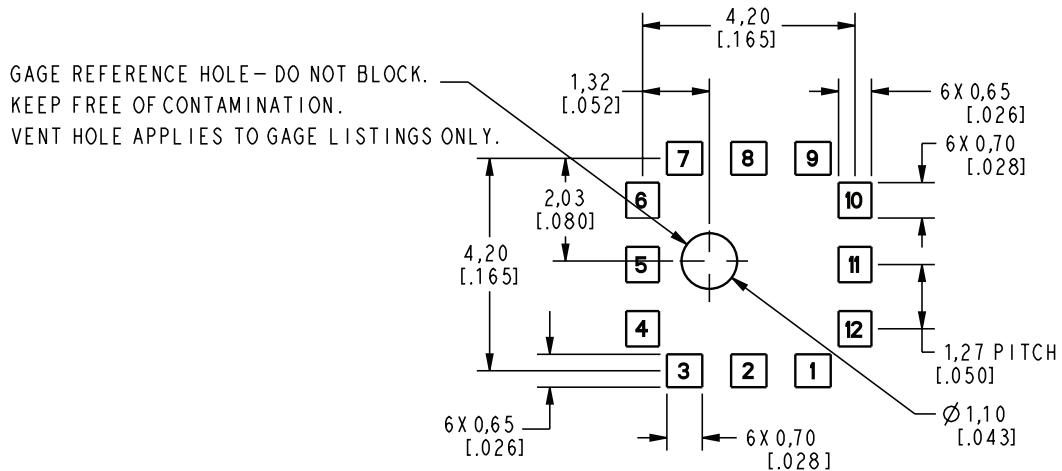 4,20
[.165]
GAGE REFERENCE HOLE - DO NOT BLOCK.
KEEP FREE OF CONTAMINATION.
VENT HOLE APPLIES TO GAGE LISTINGS ONLY.
1,32
[.052]
6X 0,65
[.026]
6X 0,70
[.028]
7
8
9
2,03
[.080]
6
10
4,20
[.165]
5
11
4
12
1,27 PITCH
[.050]
3
2
1
Ø 1,10
[.043]
6X 0,65
[.026]
6X 0,70
[.028]